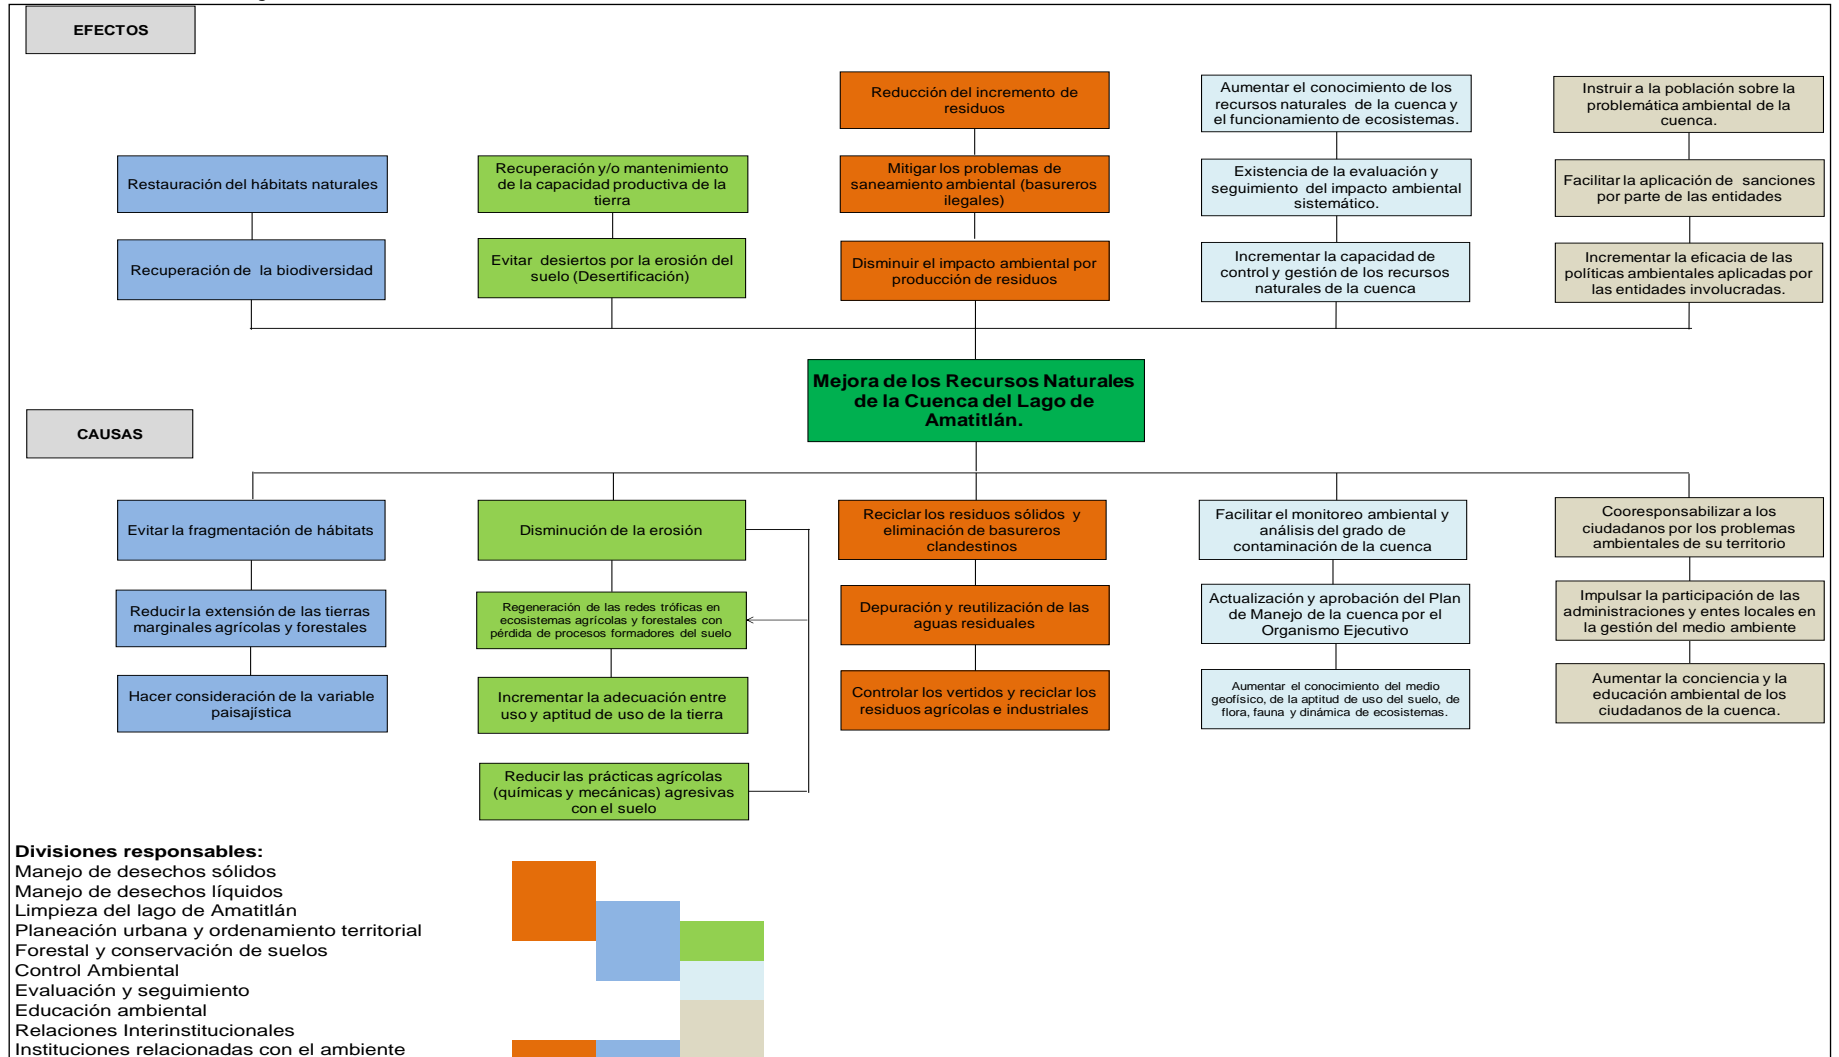 EFECTOS
Reducción del incremento de
residuos
Aumentar el conocimiento de los
recursos naturales de la cuenca y
el funcionamiento de ecosistemas.
Instruir a la población sobre la
problemática ambiental de la
cuenca.
Restauración del hábitats naturales
Recuperación y/o mantenimiento
de la capacidad productiva de la
tierra
Mitigar los problemas de
saneamiento ambiental (basureros
ilegales)
Existencia de la evaluación y
seguimiento del impacto ambiental
sistemático.
Facilitar la aplicación de sanciones
por parte de las entidades
Recuperación de la biodiversidad
Evitar desiertos por la erosión del
suelo (Desertificación)
Disminuir el impacto ambiental por
producción de residuos
Incrementar la capacidad de
control y gestión de los recursos
naturales de la cuenca
Incrementar la eficacia de las
políticas ambientales aplicadas por
las entidades involucradas.
Mejora de los Recursos Naturales
de la Cuenca del Lago de
Amatitlán.
CAUSAS
Evitar la fragmentación de hábitats
Disminución de la erosión
Reciclar los residuos sólidos y
eliminación de basureros
clandestinos
Facilitar el monitoreo ambiental y
análisis del grado de
contaminación de la cuenca
Cooresponsabilizar a los
ciudadanos por los problemas
ambientales de su territorio
Reducir la extensión de las tierras
marginales agrícolas y forestales
Regeneración de las redes tróficas en
ecosistemas agrícolas y forestales con
pérdida de procesos formadores del suelo
Depuración y reutilización de las
aguas residuales
Actualización y aprobación del Plan
de Manejo de la cuenca por el
Organismo Ejecutivo
Impulsar la participación de las
administraciones y entes locales en
la gestión del medio ambiente
Hacer consideración de la variable
paisajística
Incrementar la adecuación entre
uso y aptitud de uso de la tierra
Controlar los vertidos y reciclar los
residuos agrícolas e industriales
Aumentar el conocimiento del medio
geofísico, de la aptitud de uso del suelo, de
flora, fauna y dinámica de ecosistemas.
Aumentar la conciencia y la
educación ambiental de los
ciudadanos de la cuenca.
Reducir las prácticas agrícolas
(químicas y mecánicas) agresivas
con el suelo
Divisiones responsables:
Manejo de desechos sólidos
Manejo de desechos líquidos
Limpieza del lago de Amatitlán
Planeación urbana y ordenamiento territorial
Forestal y conservación de suelos
Control Ambiental
Evaluación y seguimiento
Educación ambiental
Relaciones Interinstitucionales
Instituciones relacionadas con el ambiente